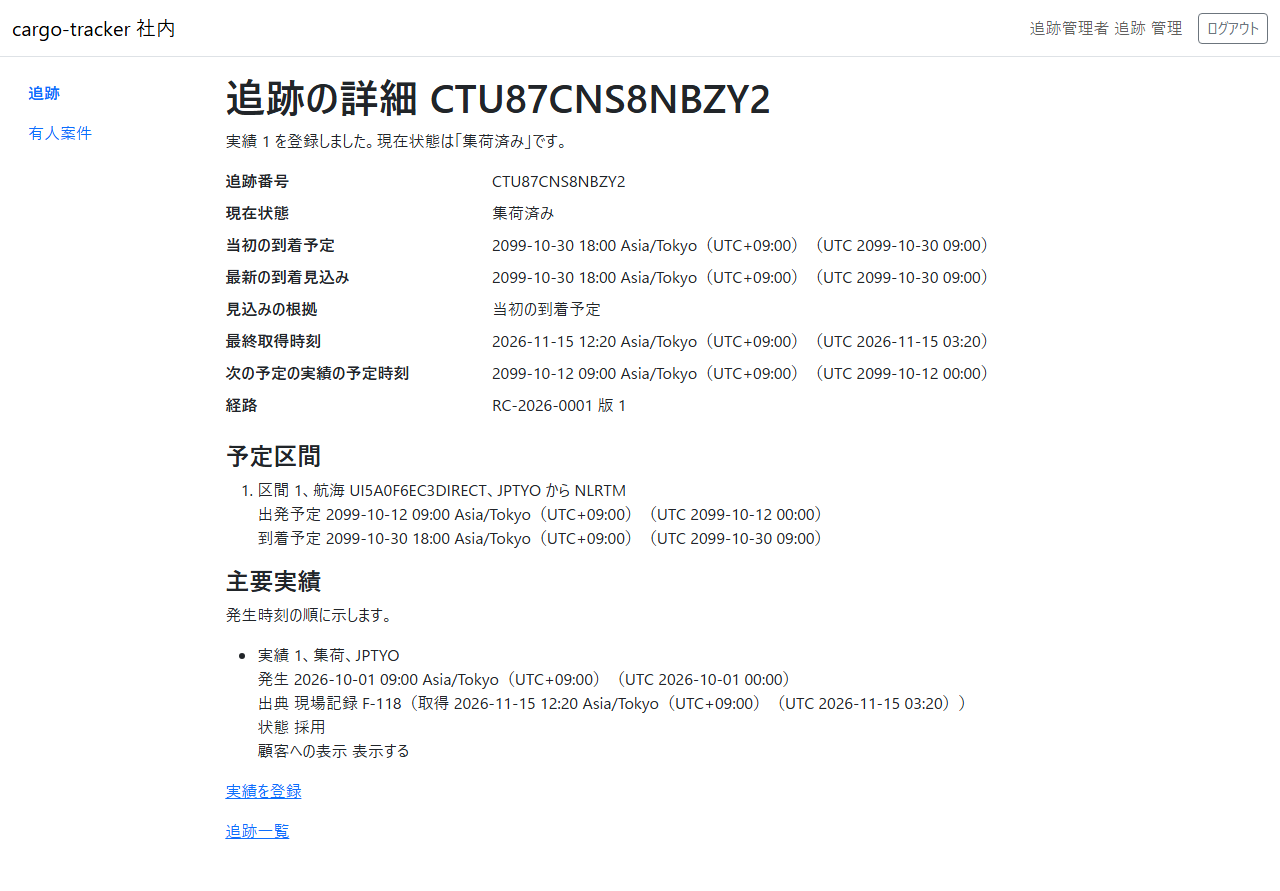 cargo-tracker 社内
追跡管理者 追跡 管理
ログアウト
追跡
有人案件
追跡の詳細 CTU87CNS8NBZY2
実績 1 を登録しました。現在状態は「集荷済み」です。
追跡番号 CTU87CNS8NBZY2
現在状態 集荷済み
当初の到着予定 2099-10-30 18:00 Asia/Tokyo（UTC+09:00）（UTC 2099-10-30 09:00）
最新の到着見込み 2099-10-30 18:00 Asia/Tokyo（UTC+09:00）（UTC 2099-10-30 09:00）
見込みの根拠 当初の到着予定
最終取得時刻 2026-11-15 12:20 Asia/Tokyo（UTC+09:00）（UTC 2026-11-15 03:20）
次の予定の実績の予定時刻 2099-10-12 09:00 Asia/Tokyo（UTC+09:00）（UTC 2099-10-12 00:00）
経路 RC-2026-0001 版 1
予定区間
1. 区間 1、航海 UI5A0F6EC3DIRECT、JPTYO から NLRTM
出発予定 2099-10-12 09:00 Asia/Tokyo（UTC+09:00）（UTC 2099-10-12 00:00）
到着予定 2099-10-30 18:00 Asia/Tokyo（UTC+09:00）（UTC 2099-10-30 09:00）
主要実績
発生時刻の順に示します。
• 実績 1、集荷、JPTYO
発生 2026-10-01 09:00 Asia/Tokyo（UTC+09:00）（UTC 2026-10-01 00:00）
出典 現場記録 F-118（取得 2026-11-15 12:20 Asia/Tokyo（UTC+09:00）（UTC 2026-11-15 03:20））
状態 採用
顧客への表示 表示する
実績を登録
追跡一覧